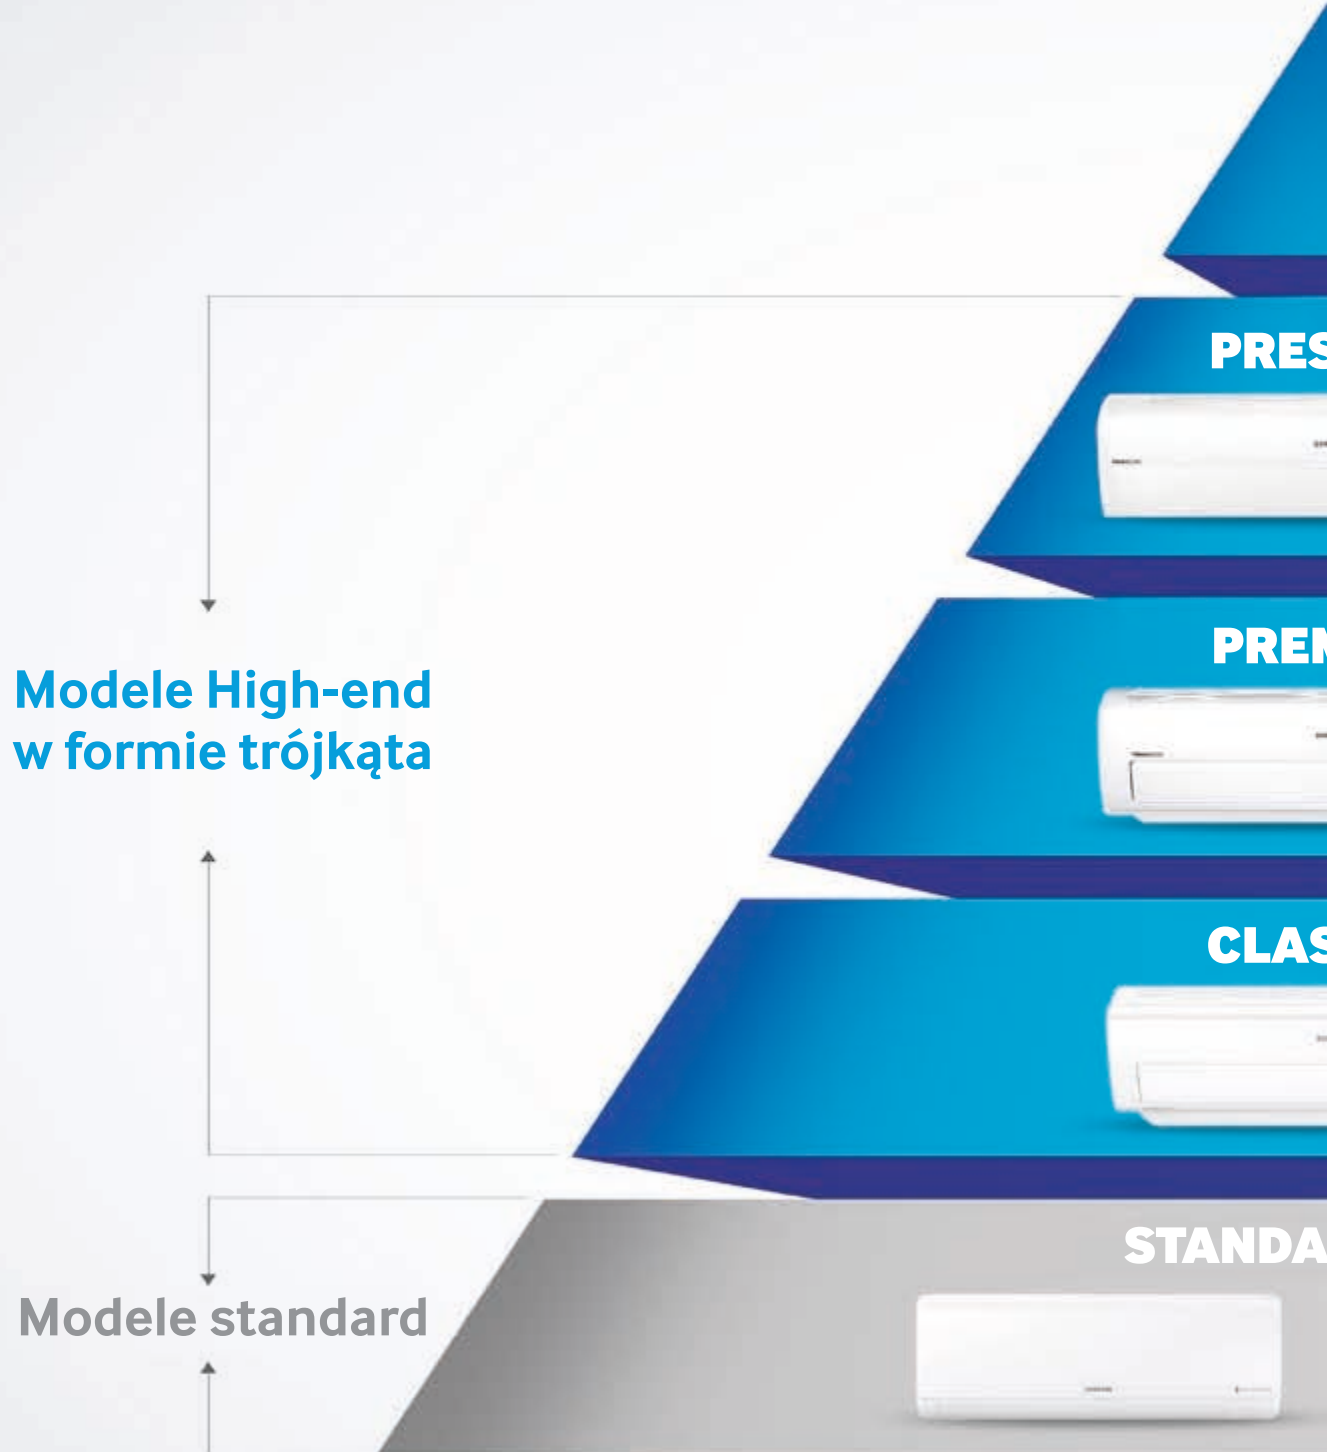 PRES
PREM
Modele High-end
w formie trójkąta
CLAS
STANDA
Modele standard